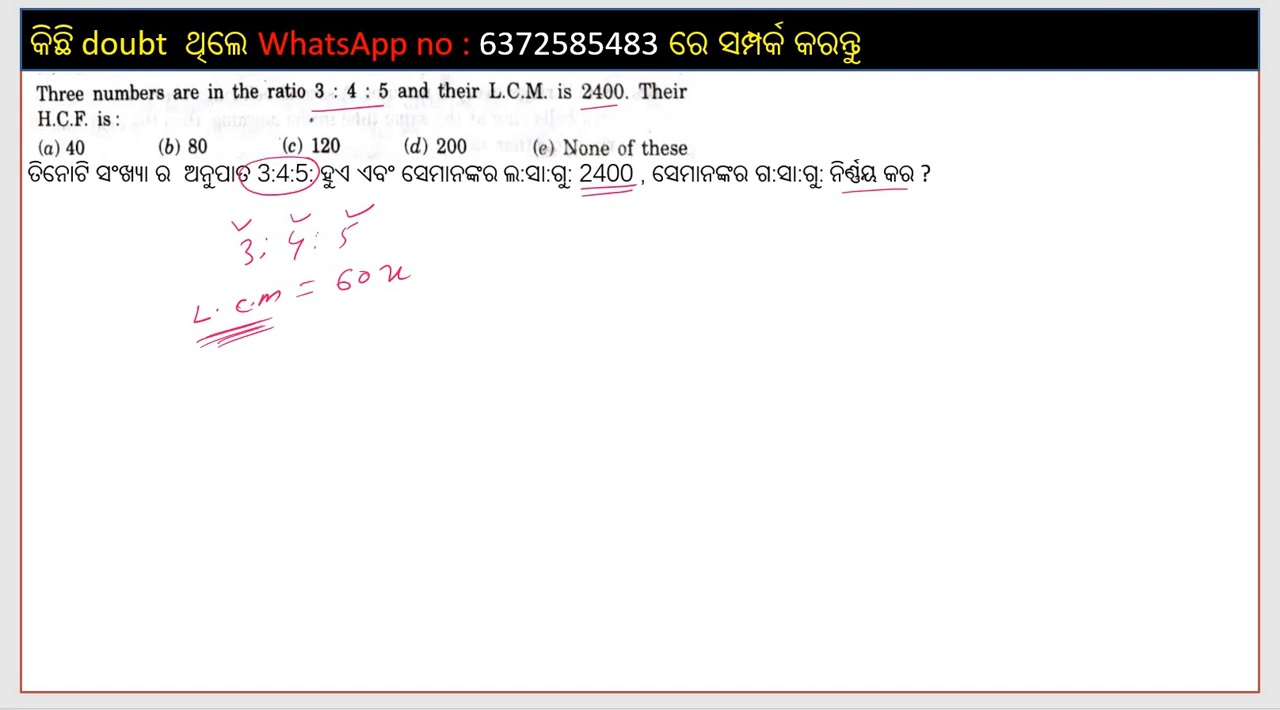 କିଛି doubt ଥିଲେ WhatsApp no : 6372585483 ରେ ସମ୍ପର୍କ କରନ୍ତୁ
Three numbers are in the ratio 3 : 4 : 5 and their L.C.M. is 2400. Their
H.C.F. is :
(a) 40 (b) 80 (c) 120 (d) 200 (e) None of these
ତିନୋଟି ସଂଖ୍ୟା ର ଅନୁପାତ 3:4:5: ହୁଏ ଏବଂ ସେମାନଙ୍କର ଲ:ସା:ଗୁ: 2400 , ସେମାନଙ୍କର ଗ:ସା:ଗୁ: ନିର୍ଣ୍ଣୟ କର ?
3: 4: 5
L.C.M = 60x